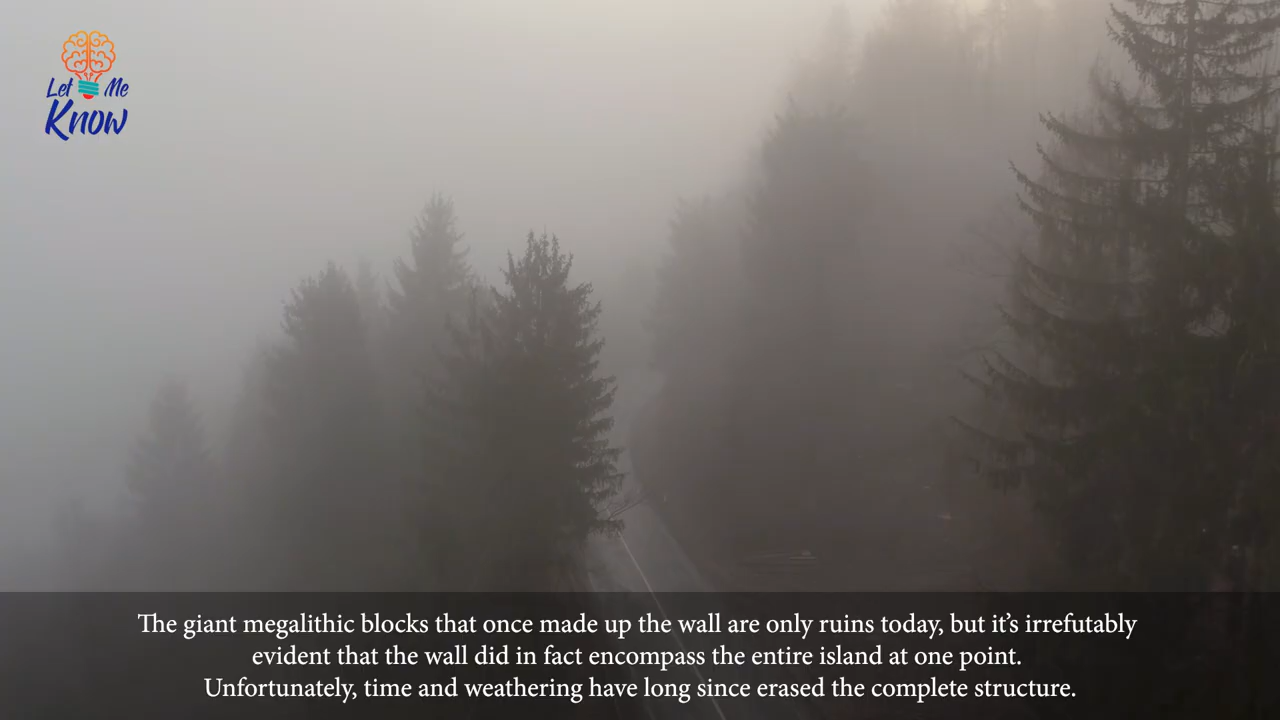 Let Me
Know
The giant megalithic blocks that once made up the wall are only ruins today, but it’s irrefutably
evident that the wall did in fact encompass the entire island at one point.
Unfortunately, time and weathering have long since erased the complete structure.